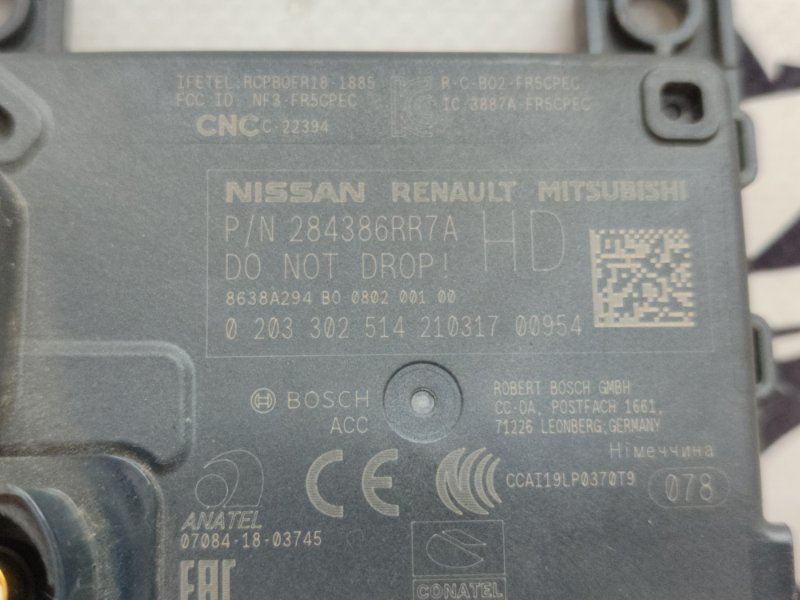 IFETEL: RCPBOFR18-1885
FCC ID: NF3-FR5CPEC
CNC C-22394
R-C-BO2-FR5CPEC
IC:3887A-FR5CPEC
NISSAN RENAULT MITSUBISHI
P/N 284386RR7A HD
DO NOT DROP!
8638A294 B0 0802 001 00
0 203 302 514 210317 00954
BOSCH
ACC
ROBERT BOSCH GMBH
CC-DA, POSTFACH 1661,
71226 LEONBERG, GERMANY
Німеччина
CE
CCAI19LP0370T9
078
ANATEL
07084-18-03745
EAC
CONATEL